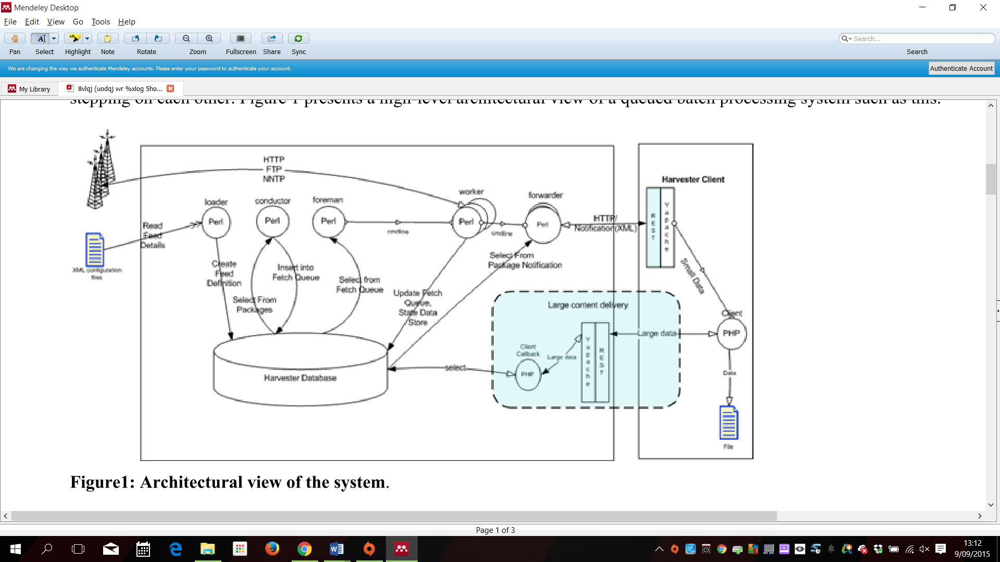 Mendeley Desktop
File Edit View Go Tools Help
Search...
Pan Select Highlight Note Rotate Zoom Fullscreen Share Sync Search
We are changing the way we authenticate Mendeley accounts. Please enter your password to authenticate your account.
Authenticate Account
My Library
8vlqj (uodqj wr %xlog 5ho...
stepping on each other. Figure 1 presents a high-level architectural view of a queued batch processing system such as this.
HTTP
FTP
NNTP
Harvester Client
loader
conductor
foreman
worker
forwarder
Perl
Perl
Perl
Perl
Perl
cmdline
cmdline
HTTP/
Notification(XML)
REST
Yapache
Read
Feed
Details
XML configuration
files
Create
Feed
Definition
Insert into
Fetch Queue
Select from
Fetch Queue
Select From
Packages
Update Fetch
Queue,
State Data
Store
Select From
Package Notification
Small Data
Large content delivery
Client
PHP
Large data
Client
Callback
PHP
Large data
Yapache
REST
select
Harvester Database
Data
File
Figure1: Architectural view of the system.
Page 1 of 3
13:12
9/09/2015